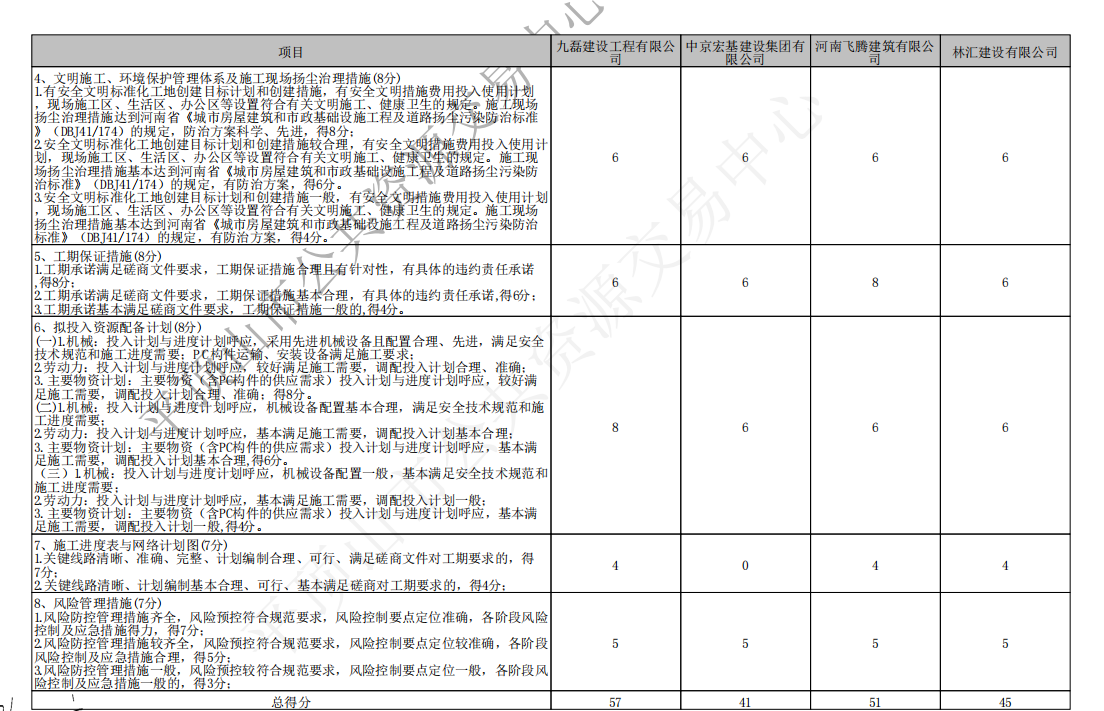 项目
九磊建设工程有限公
司
中京宏基建设集团有
限公司
河南飞腾建筑有限公
司
林汇建设有限公司
4、文明施工、环境保护管理体系及施工现场扬尘治理措施(8分)
1.有安全文明标准化工地创建目标计划和创建措施，有安全文明措施费用投入使用计划
，现场施工区、生活区、办公区等设置符合有关文明施工、健康卫生的规定。施工现场
扬尘治理措施达到河南省《城市房屋建筑和市政基础设施工程及道路扬尘污染防治标准
》（DBJ41/174）的规定，防治方案科学、先进，得8分；
2.安全文明标准化工地创建目标计划和创建措施较合理，有安全文明措施费用投入使用计
划，现场施工区、生活区、办公区等设置符合有关文明施工、健康卫生的规定。施工现
场扬尘治理措施基本达到河南省《城市房屋建筑和市政基础设施工程及道路扬尘污染防
治标准》（DBJ41/174）的规定，有防治方案，得6分。
3.安全文明标准化工地创建目标计划和创建措施一般，有安全文明措施费用投入使用计划
，现场施工区、生活区、办公区等设置符合有关文明施工、健康卫生的规定。施工现场
扬尘治理措施基本达到河南省《城市房屋建筑和市政基础设施工程及道路扬尘污染防治
标准》（DBJ41/174）的规定，有防治方案，得4分。
6
6
6
6
5、工期保证措施(8分)
1.工期承诺满足磋商文件要求，工期保证措施合理且有针对性，有具体的违约责任承诺
,得8分；
2.工期承诺满足磋商文件要求，工期保证措施基本合理，有具体的违约责任承诺,得6分；
3.工期承诺基本满足磋商文件要求，工期保证措施一般的,得4分。
6
6
8
6
6、拟投入资源配备计划(8分)
(一)1.机械：投入计划与进度计划呼应，采用先进机械设备且配置合理、先进，满足安全
技术规范和施工进度需要；PC构件运输、安装设备满足施工要求；
2.劳动力：投入计划与进度计划呼应，较好满足施工需要，调配投入计划合理、准确；
3.主要物资计划：主要物资（含PC构件的供应需求）投入计划与进度计划呼应，较好满
足施工需要，调配投入计划合理、准确；得8分。
(二)1.机械：投入计划与进度计划呼应，机械设备配置基本合理，满足安全技术规范和施
工进度需要；
2.劳动力：投入计划与进度计划呼应，基本满足施工需要，调配投入计划基本合理；
3.主要物资计划：主要物资（含PC构件的供应需求）投入计划与进度计划呼应，基本满
足施工需要，调配投入计划基本合理,得6分。
（三）1.机械：投入计划与进度计划呼应，机械设备配置一般，基本满足安全技术规范和
施工进度需要；
2.劳动力：投入计划与进度计划呼应，基本满足施工需要，调配投入计划一般；
3.主要物资计划：主要物资（含PC构件的供应需求）投入计划与进度计划呼应，基本满
足施工需要，调配投入计划一般,得4分。
8
6
6
6
7、施工进度表与网络计划图(7分)
1.关键线路清晰、准确、完整、计划编制合理、可行、满足磋商文件对工期要求的，得
7分；
2.关键线路清晰、计划编制基本合理、可行、基本满足磋商对工期要求的，得4分；
4
0
4
4
8、风险管理措施(7分)
1.风险防控管理措施齐全，风险预控符合规范要求，风险控制要点定位准确，各阶段风险
控制及应急措施得力，得7分；
2.风险防控管理措施较齐全，风险预控符合规范要求，风险控制要点定位较准确，各阶段
风险控制及应急措施合理，得5分；
3.风险防控管理措施一般，风险预控较符合规范要求，风险控制要点定位一般，各阶段风
险控制及应急措施一般的，得3分；
5
5
5
5
总得分
57
41
51
45
平顶山市公共资源交易中心
平顶山市公共资源交易中心